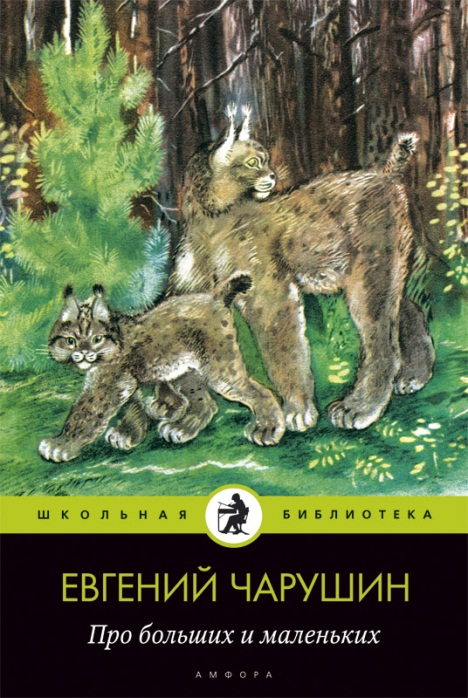 ШКОЛЬНАЯ БИБЛИОТЕКА
ЕВГЕНИЙ ЧАРУШИН
Про больших и маленьких
АМФОРА